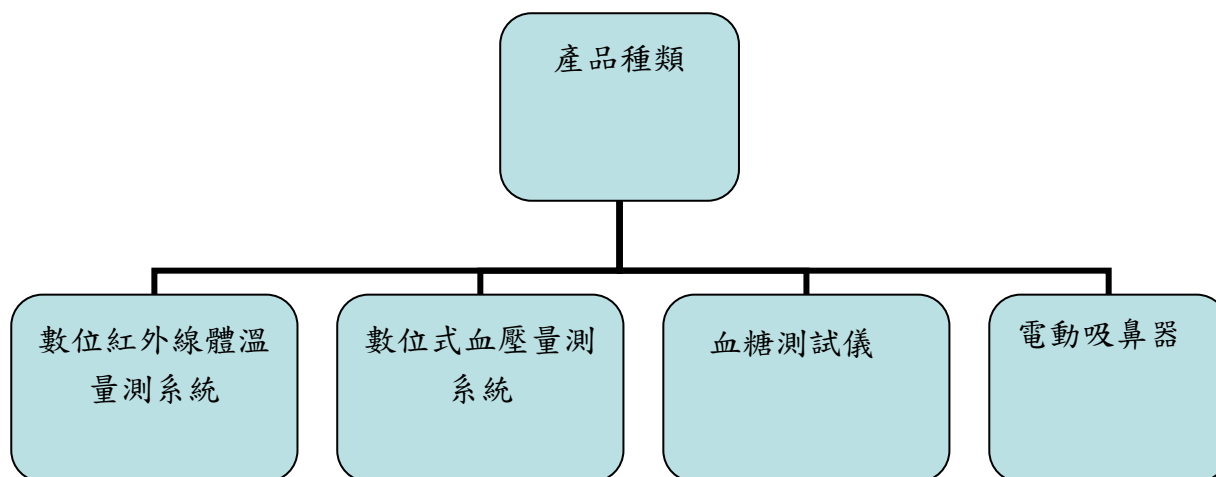 產品種類
數位紅外線體溫
量測系統
數位式血壓量測
系統
血糖測試儀
電動吸鼻器